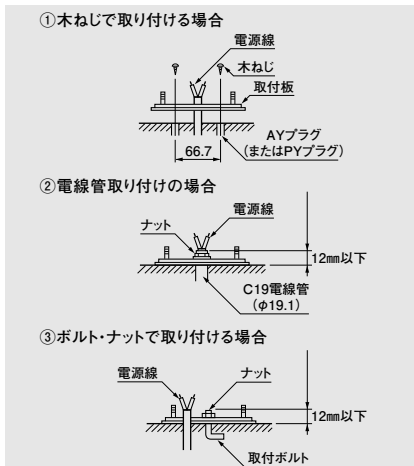 ①木ねじで取り付ける場合
電源線
木ねじ
取付板
AYプラグ
(またはPYプラグ)
66.7
②電線管取り付けの場合
電源線
ナット
12㎜以下
C19電線管
(φ19.1)
③ボルト・ナットで取り付ける場合
電源線
ナット
12㎜以下
取付ボルト